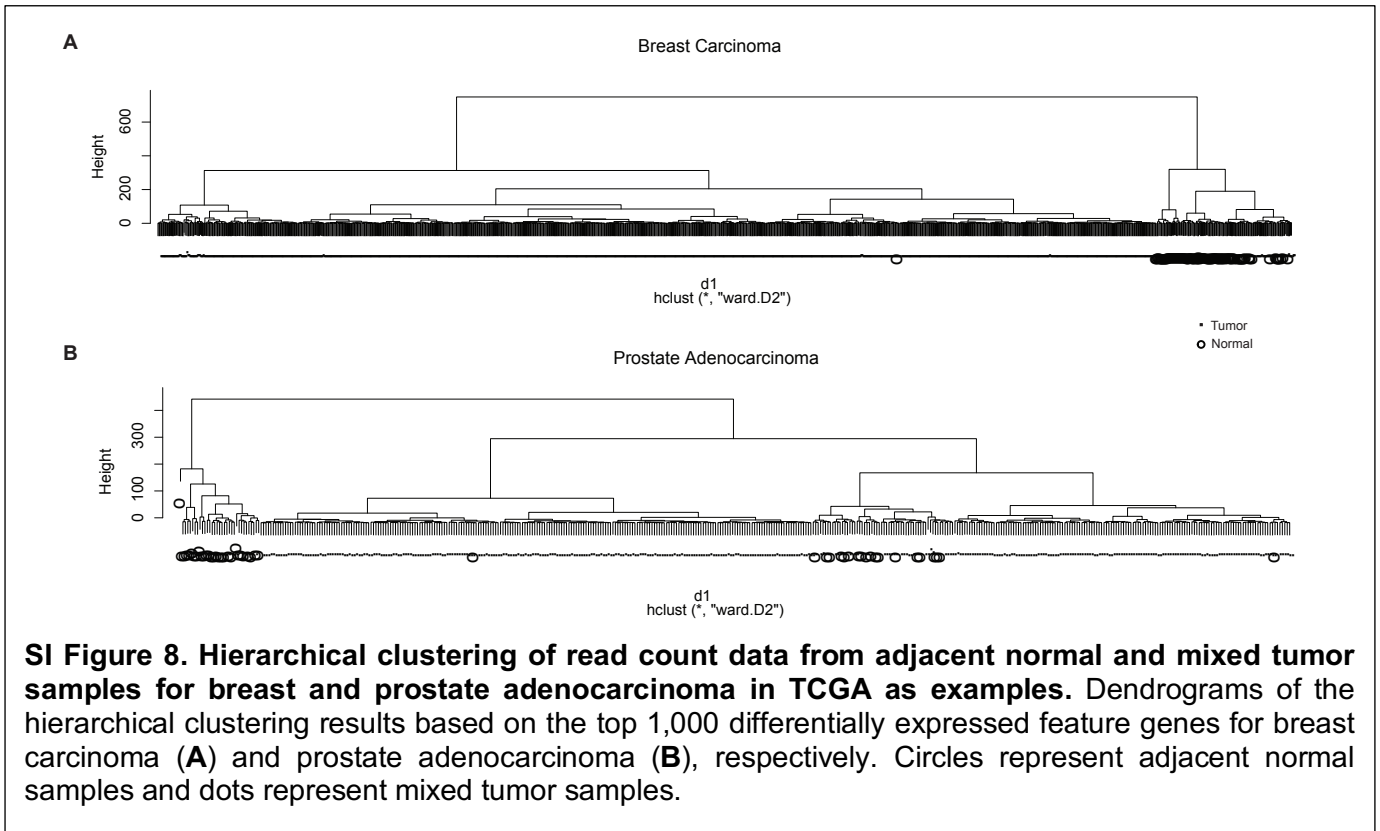 A
Breast Carcinoma
Height
600
200
0
d1
hclust (*, "ward.D2")
Tumor
Normal
B
Prostate Adenocarcinoma
Height
300
100
0
d1
hclust (*, "ward.D2")
SI Figure 8. Hierarchical clustering of read count data from adjacent normal and mixed tumor
samples for breast and prostate adenocarcinoma in TCGA as examples. Dendrograms of the
hierarchical clustering results based on the top 1,000 differentially expressed feature genes for breast
carcinoma (A) and prostate adenocarcinoma (B), respectively. Circles represent adjacent normal
samples and dots represent mixed tumor samples.